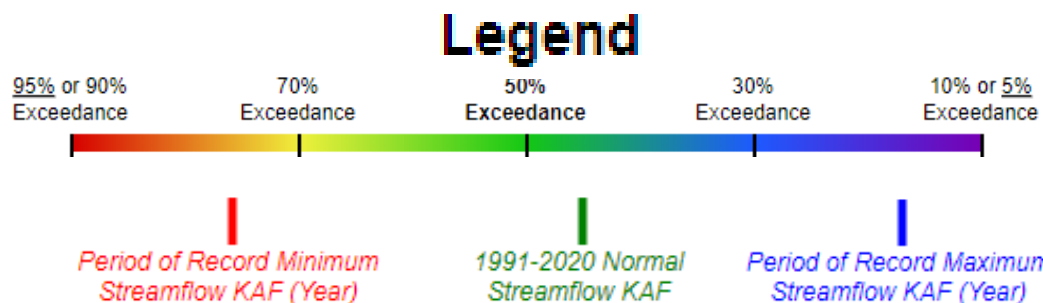 Legend
95% or 90% 70% 50% 30% 10% or 5%
Exceedance Exceedance Exceedance Exceedance Exceedance
Period of Record Minimum 1991-2020 Normal Period of Record Maximum
Streamflow KAF (Year) Streamflow KAF Streamflow KAF (Year)